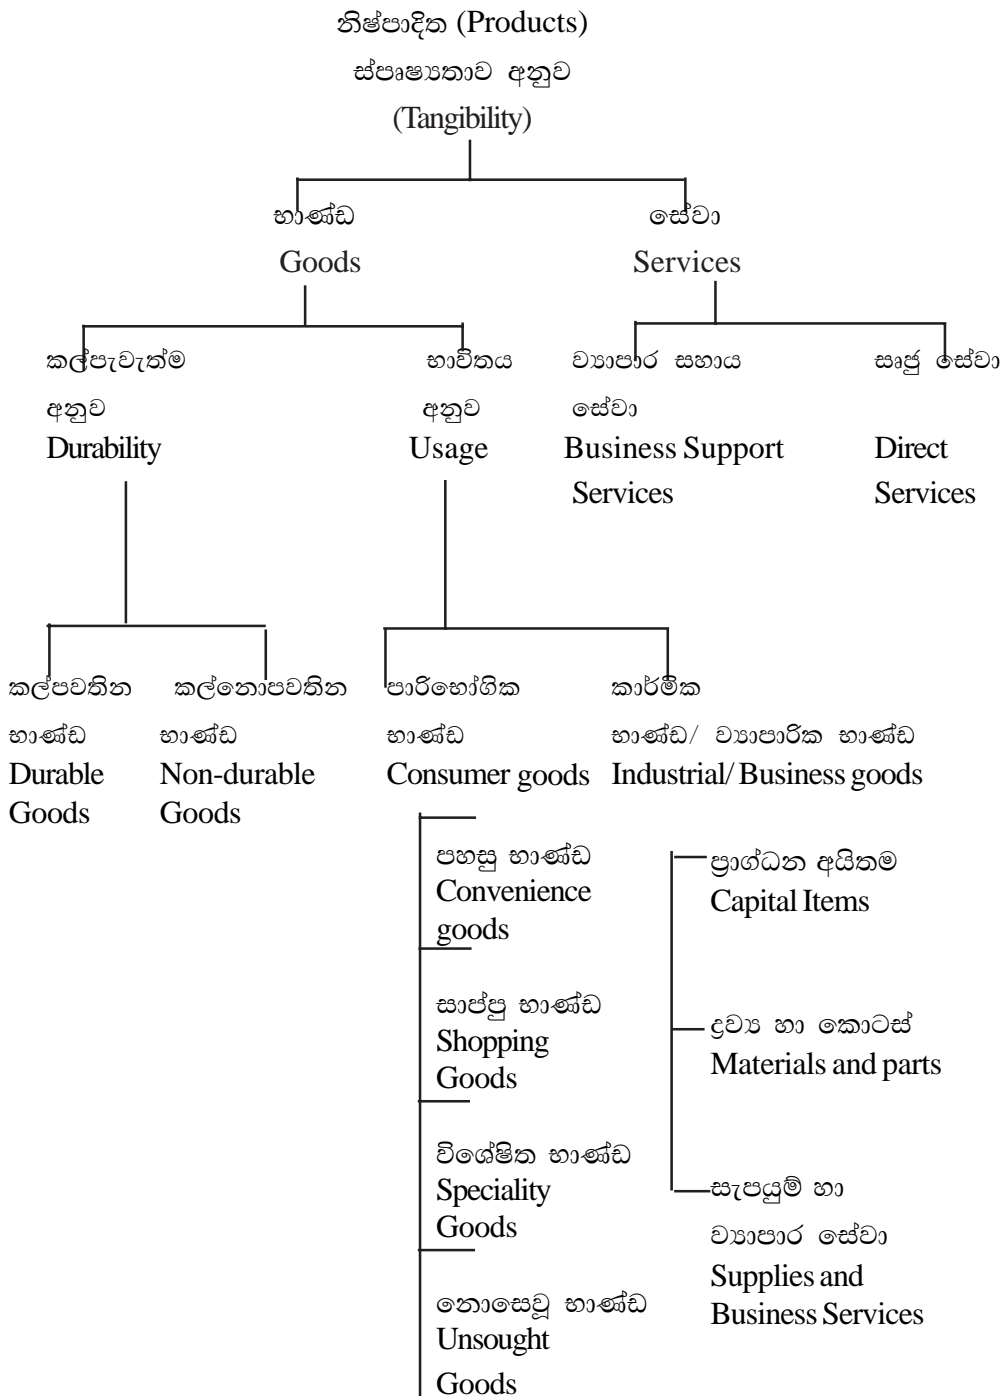 නිෂ්පාදිත (Products)
ස්පෘෂ්‍යතාව අනුව
(Tangibility)
භාණ්ඩ
Goods
සේවා
Services
කල්පැවැත්ම
අනුව
Durability
භාවිතය
අනුව
Usage
ව්‍යාපාර සහාය
සේවා
Business Support
Services
සෘජු සේවා
Direct
Services
කල්පවතින
භාණ්ඩ
Durable
Goods
කල්නොපවතින
භාණ්ඩ
Non-durable
Goods
පාරිභෝගික
භාණ්ඩ
Consumer goods
කාර්මික
භාණ්ඩ/ ව්‍යාපාරික භාණ්ඩ
Industrial/ Business goods
පහසු භාණ්ඩ
Convenience
goods
සාප්පු භාණ්ඩ
Shopping
Goods
විශේෂිත භාණ්ඩ
Speciality
Goods
නොසෙවූ භාණ්ඩ
Unsought
Goods
ප්‍රාග්ධන අයිතම
Capital Items
ද්‍රව්‍ය හා කොටස්
Materials and parts
සැපයුම් හා
ව්‍යාපාර සේවා
Supplies and
Business Services